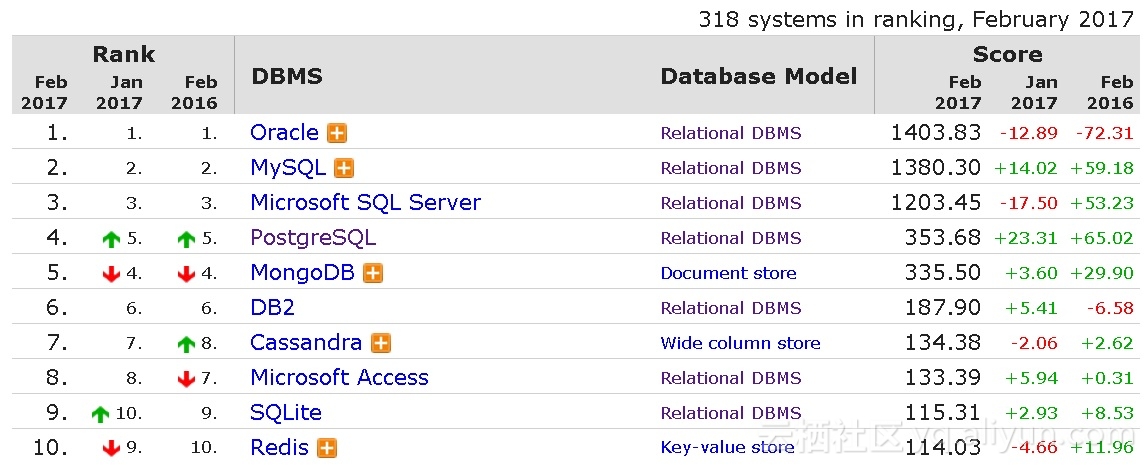 318 systems in ranking, February 2017
Rank DBMS Database Model Score
Feb 2017 Jan 2017 Feb 2016 Feb 2017 Jan 2017 Feb 2016
1. 1. 1. Oracle Relational DBMS 1403.83 -12.89 -72.31
2. 2. 2. MySQL Relational DBMS 1380.30 +14.02 +59.18
3. 3. 3. Microsoft SQL Server Relational DBMS 1203.45 -17.50 +53.23
4. 5. 5. PostgreSQL Relational DBMS 353.68 +23.31 +65.02
5. 4. 4. MongoDB Document store 335.50 +3.60 +29.90
6. 6. 6. DB2 Relational DBMS 187.90 +5.41 -6.58
7. 7. 8. Cassandra Wide column store 134.38 -2.06 +2.62
8. 8. 7. Microsoft Access Relational DBMS 133.39 +5.94 +0.31
9. 10. 9. SQLite Relational DBMS 115.31 +2.93 +8.53
10. 9. 10. Redis Key-value store 114.03 -4.66 +11.96
云栖社区 yq.aliyun.com